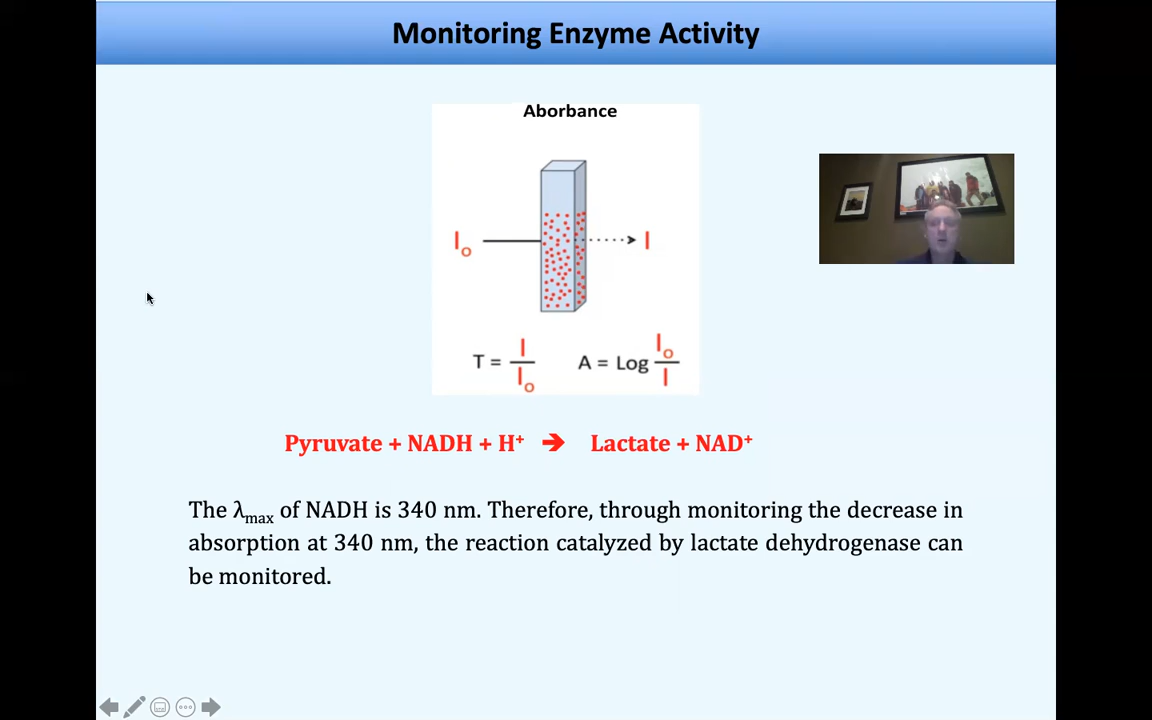 Monitoring Enzyme Activity
Aborbance
Io
I
T = I/Io A = Log Io/I
Pyruvate + NADH + H⁺ ➔ Lactate + NAD⁺
The λmax of NADH is 340 nm. Therefore, through monitoring the decrease in
absorption at 340 nm, the reaction catalyzed by lactate dehydrogenase can
be monitored.